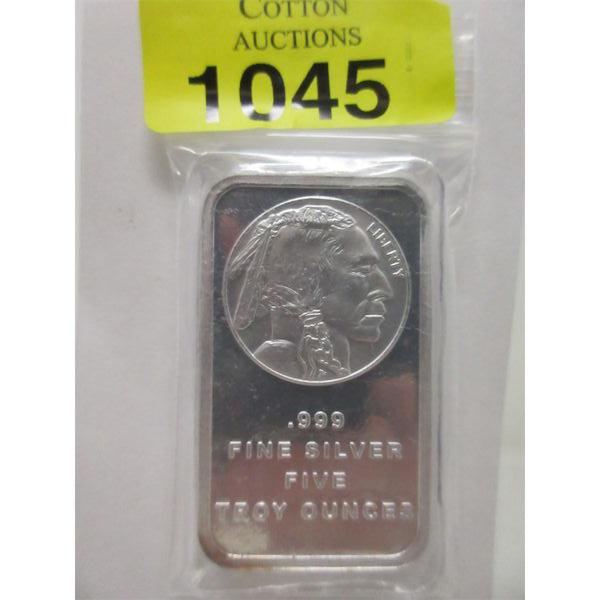 COTTON
AUCTIONS
1045
LIBERTY
.999
FINE SILVER
FIVE
TROY OUNCES